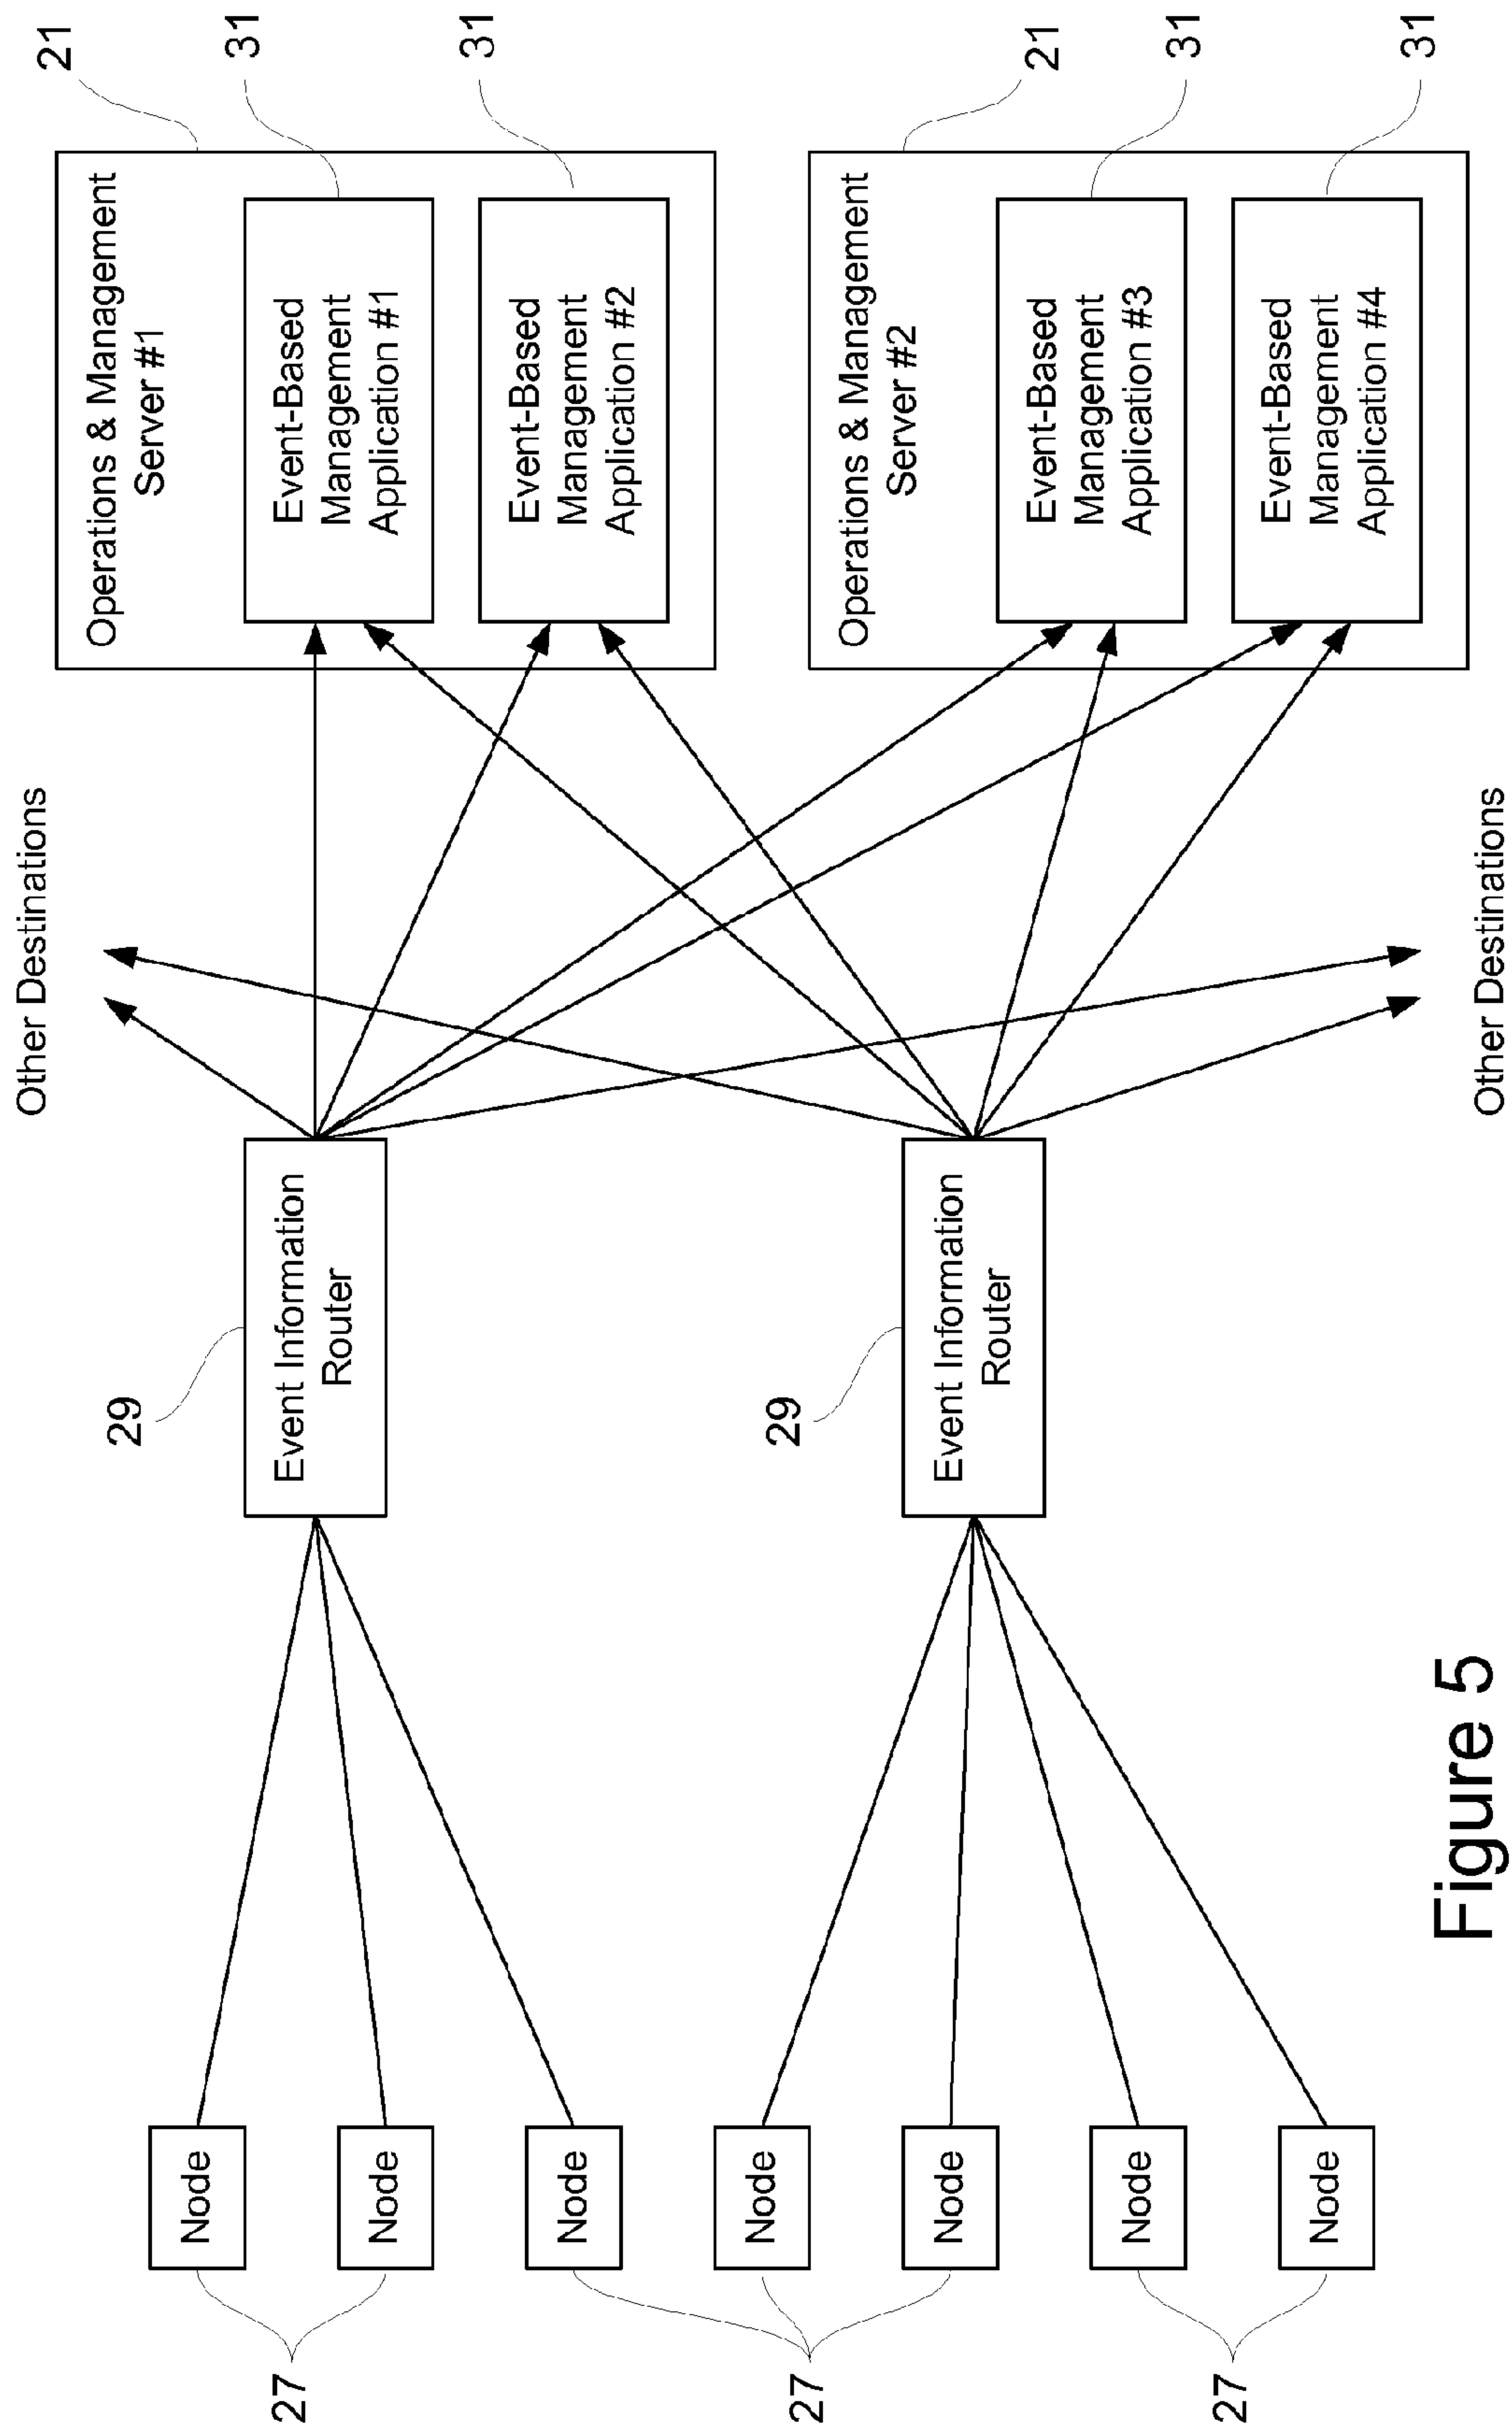 27
27
27
Node
Node
Node
Node
Node
Node
Node
29
Event Information
Router
29
Event Information
Router
Other Destinations
Other Destinations
21
Operations & Management
Server #1
31
Event-Based
Management
Application #1
31
Event-Based
Management
Application #2
21
Operations & Management
Server #2
31
Event-Based
Management
Application #3
31
Event-Based
Management
Application #4
Figure 5